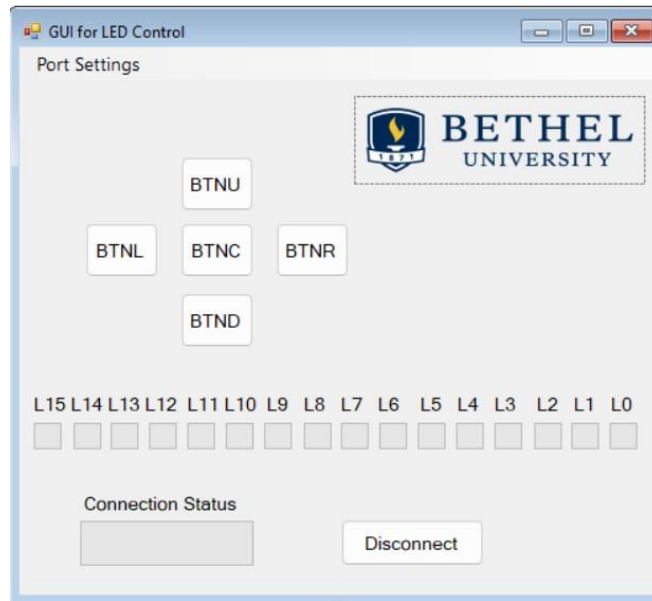 GUI for LED Control
Port Settings
BETHEL
UNIVERSITY
1871
BTNU
BTNL BTNC BTNR
BTND
L15 L14 L13 L12 L11 L10 L9 L8 L7 L6 L5 L4 L3 L2 L1 L0
Connection Status
Disconnect